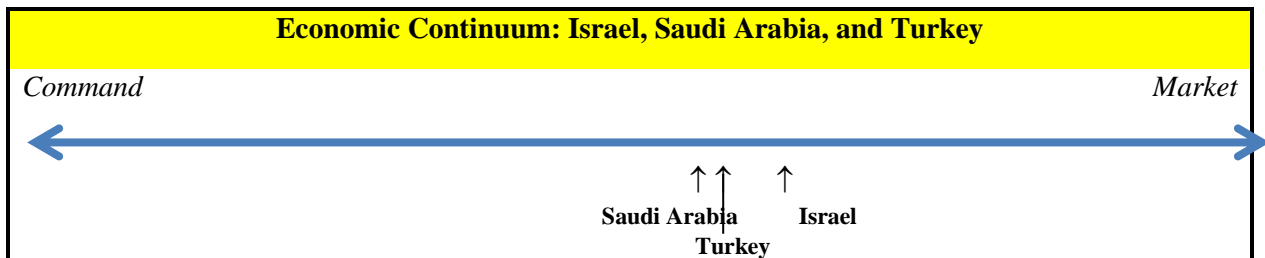 Economic Continuum: Israel, Saudi Arabia, and Turkey
Command Market
Saudi Arabia Israel
Turkey